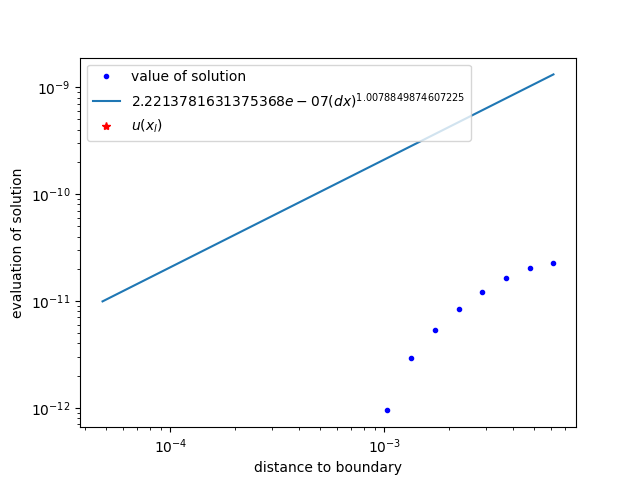 value of solution
2.2213781631375368e − 07(dx)^1.0078849874607225
u(x_l)
10^-9
10^-10
10^-11
10^-12
evaluation of solution
10^-4
10^-3
distance to boundary